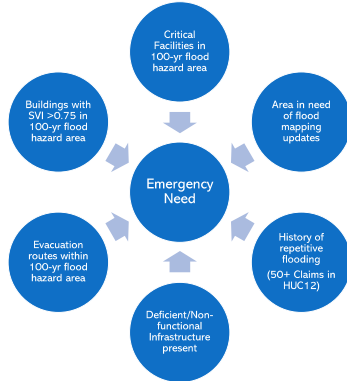 Critical
Facilities in
100-yr flood
hazard area
Buildings with
SVI >0.75 in
100-yr flood
hazard area
Area in need
of flood
mapping
updates
Emergency
Need
Evacuation
routes within
100-yr flood
hazard area
History of
repetitive
flooding
(50+ Claims in
HUC12)
Deficient/Non-
functional
Infrastructure
present